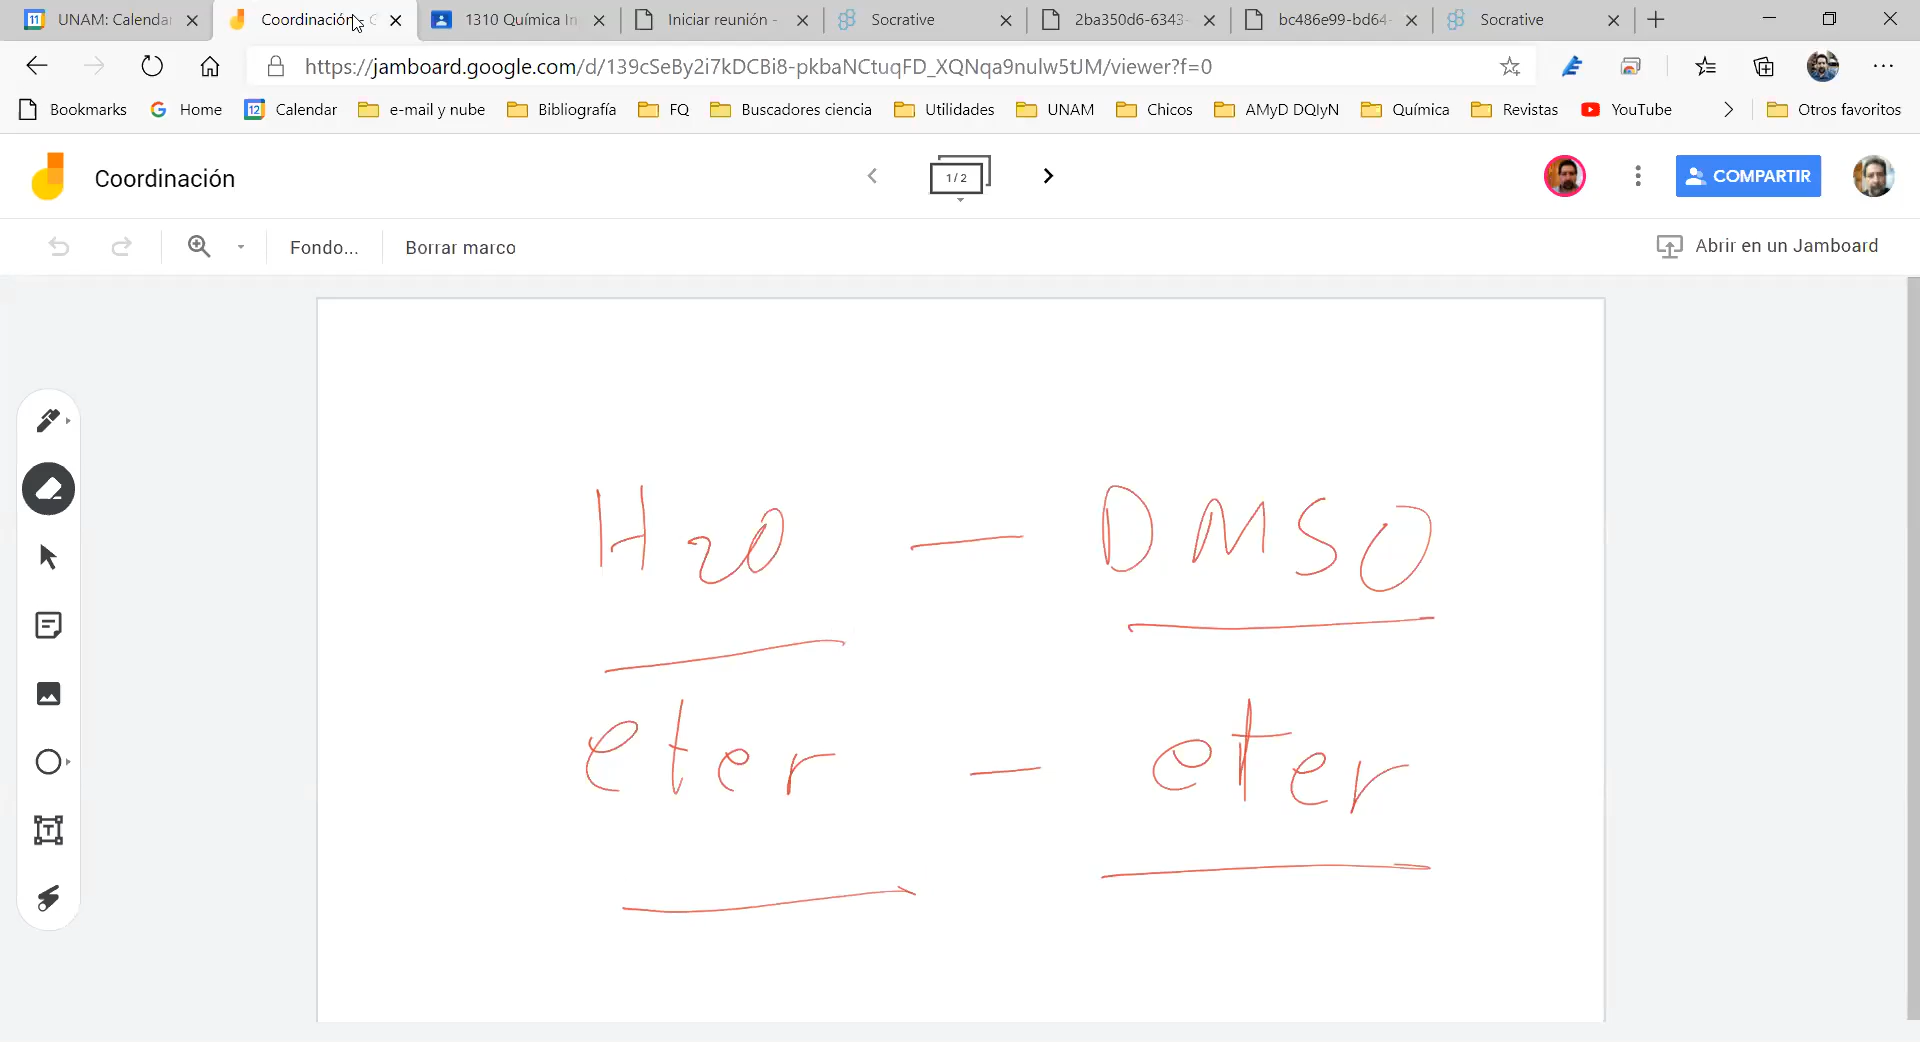 UNAM: Calenda
Coordinación - G
1310 Química In
Iniciar reunión -
Socrative
2ba350d6-6343-
bc486e99-bd64-
Socrative
https://jamboard.google.com/d/139cSeBy2i7kDCBi8-pkbaNCtuqFD_XQNqa9nulw5tJM/viewer?f=0
Bookmarks Home Calendar e-mail y nube Bibliografía FQ Buscadores ciencia Utilidades UNAM Chicos AMyD DQIyN Química Revistas YouTube Otros favoritos
Coordinación
1 / 2
COMPARTIR
Fondo... Borrar marco
Abrir en un Jamboard
H2O — DMSO
eter — eter